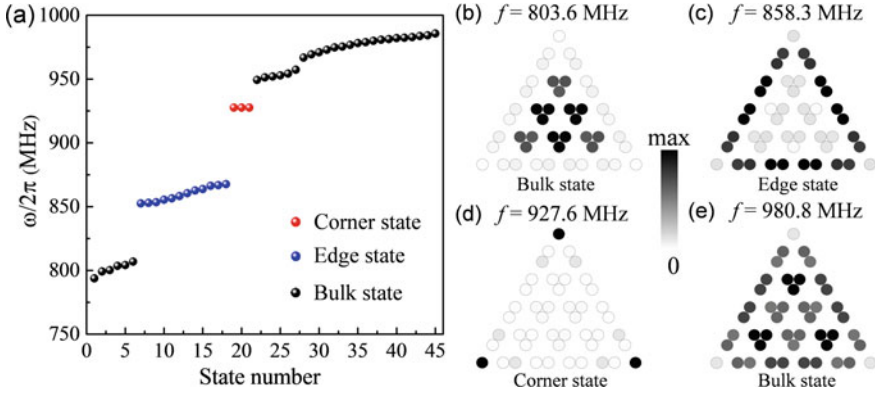 (a)
1000
950
900
850
800
750
ω/2π (MHz)
0 5 10 15 20 25 30 35 40 45
State number
Corner state
Edge state
Bulk state
(b) f = 803.6 MHz
Bulk state
(c) f = 858.3 MHz
Edge state
max
0
(d) f = 927.6 MHz
Corner state
(e) f = 980.8 MHz
Bulk state